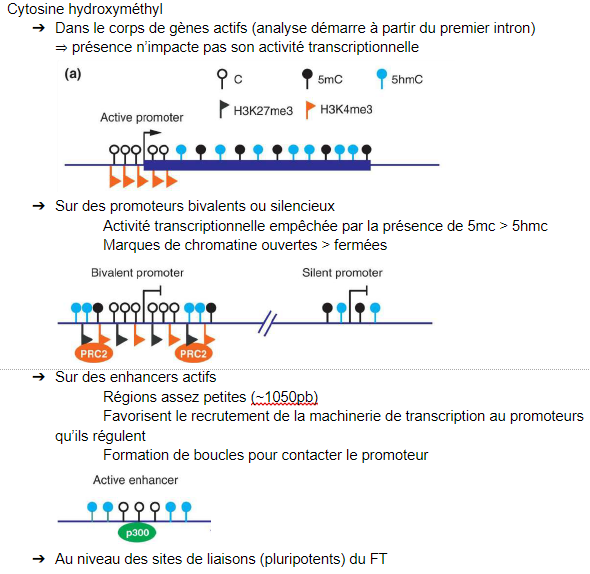 Cytosine hydroxyméthyl
➔ Dans le corps de gènes actifs (analyse démarre à partir du premier intron)
⇒ présence n'impacte pas son activité transcriptionnelle
(a)
C
5mC
5hmC
H3K27me3
H3K4me3
Active promoter
➔ Sur des promoteurs bivalents ou silencieux
Activité transcriptionnelle empêchée par la présence de 5mc > 5hmc
Marques de chromatine ouvertes > fermées
Bivalent promoter
Silent promoter
PRC2
PRC2
➔ Sur des enhancers actifs
Régions assez petites (~1050pb)
Favorisent le recrutement de la machinerie de transcription au promoteurs
qu'ils régulent
Formation de boucles pour contacter le promoteur
Active enhancer
p300
➔ Au niveau des sites de liaisons (pluripotents) du FT